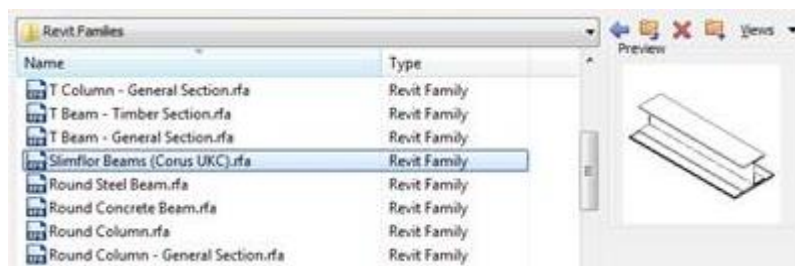 Revit Families
Views
Preview
Name Type
T Column - General Section.rfa Revit Family
T Beam - Timber Section.rfa Revit Family
T Beam - General Section.rfa Revit Family
Slimflor Beams (Corus UKC).rfa Revit Family
Round Steel Beam.rfa Revit Family
Round Concrete Beam.rfa Revit Family
Round Column.rfa Revit Family
Round Column - General Section.rfa Revit Family